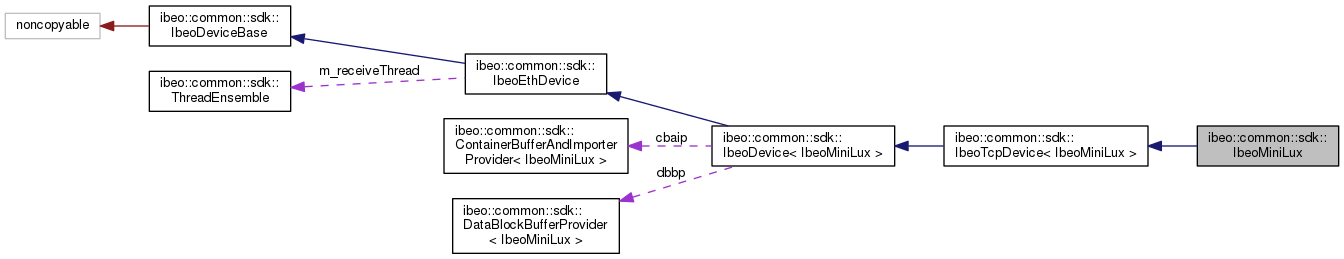 noncopyable
ibeo::common::sdk::
IbeoDeviceBase
ibeo::common::sdk::
ThreadEnsemble
m_receiveThread
ibeo::common::sdk::
IbeoEthDevice
ibeo::common::sdk::
ContainerBufferAndImporter
Provider< IbeoMiniLux >
cbaip
ibeo::common::sdk::
DataBlockBufferProvider
< IbeoMiniLux >
dbbp
ibeo::common::sdk::
IbeoDevice< IbeoMiniLux >
ibeo::common::sdk::
IbeoTcpDevice< IbeoMiniLux >
ibeo::common::sdk::
IbeoMiniLux